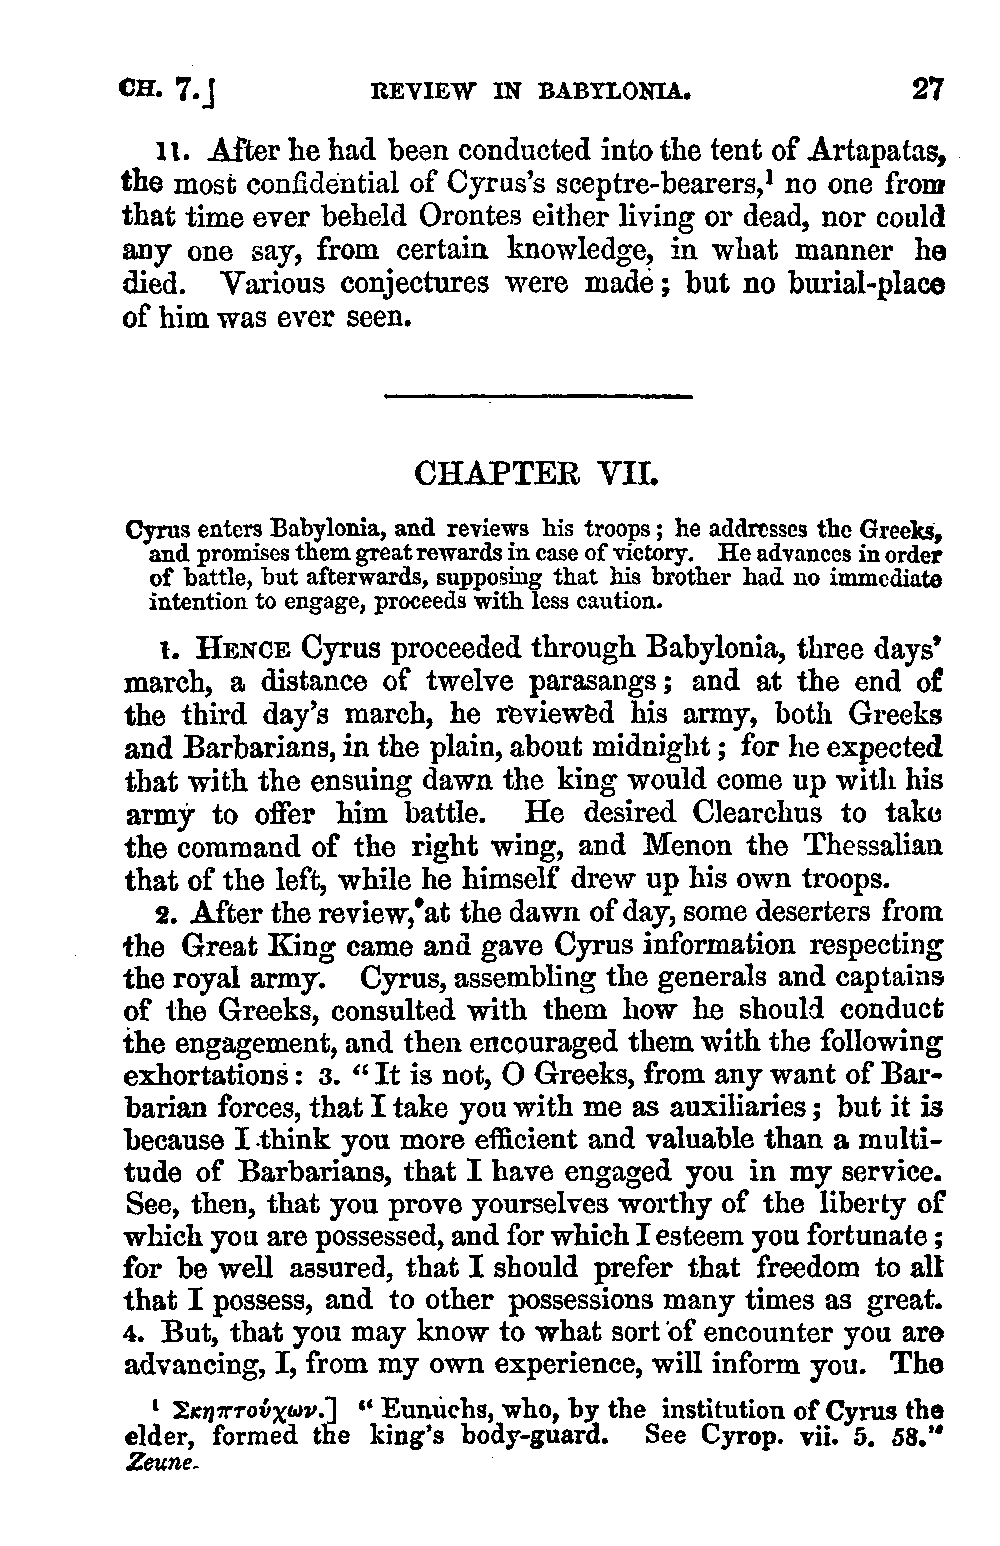 CH. 7.] REVIEW IN BABYLONIA. 27
11. After he had been conducted into the tent of Artapatas,
the most confidential of Cyrus's sceptre-bearers,¹ no one from
that time ever beheld Orontes either living or dead, nor could
any one say, from certain knowledge, in what manner he
died. Various conjectures were made; but no burial-place
of him was ever seen.
CHAPTER VII.
Cyrus enters Babylonia, and reviews his troops; he addresses the Greeks,
and promises them great rewards in case of victory. He advances in order
of battle, but afterwards, supposing that his brother had no immediate
intention to engage, proceeds with less caution.
1. HENCE Cyrus proceeded through Babylonia, three days'
march, a distance of twelve parasangs; and at the end of
the third day's march, he reviewed his army, both Greeks
and Barbarians, in the plain, about midnight; for he expected
that with the ensuing dawn the king would come up with his
army to offer him battle. He desired Clearchus to take
the command of the right wing, and Menon the Thessalian
that of the left, while he himself drew up his own troops.
2. After the review, at the dawn of day, some deserters from
the Great King came and gave Cyrus information respecting
the royal army. Cyrus, assembling the generals and captains
of the Greeks, consulted with them how he should conduct
the engagement, and then encouraged them with the following
exhortations: 3. "It is not, O Greeks, from any want of Bar-
barian forces, that I take you with me as auxiliaries; but it is
because I think you more efficient and valuable than a multi-
tude of Barbarians, that I have engaged you in my service.
See, then, that you prove yourselves worthy of the liberty of
which you are possessed, and for which I esteem you fortunate;
for be well assured, that I should prefer that freedom to all
that I possess, and to other possessions many times as great.
4. But, that you may know to what sort of encounter you are
advancing, I, from my own experience, will inform you. The
¹ Σκηπτούχων.] "Eunuchs, who, by the institution of Cyrus the
elder, formed the king's body-guard. See Cyrop. vii. 5. 58."
Zeune.